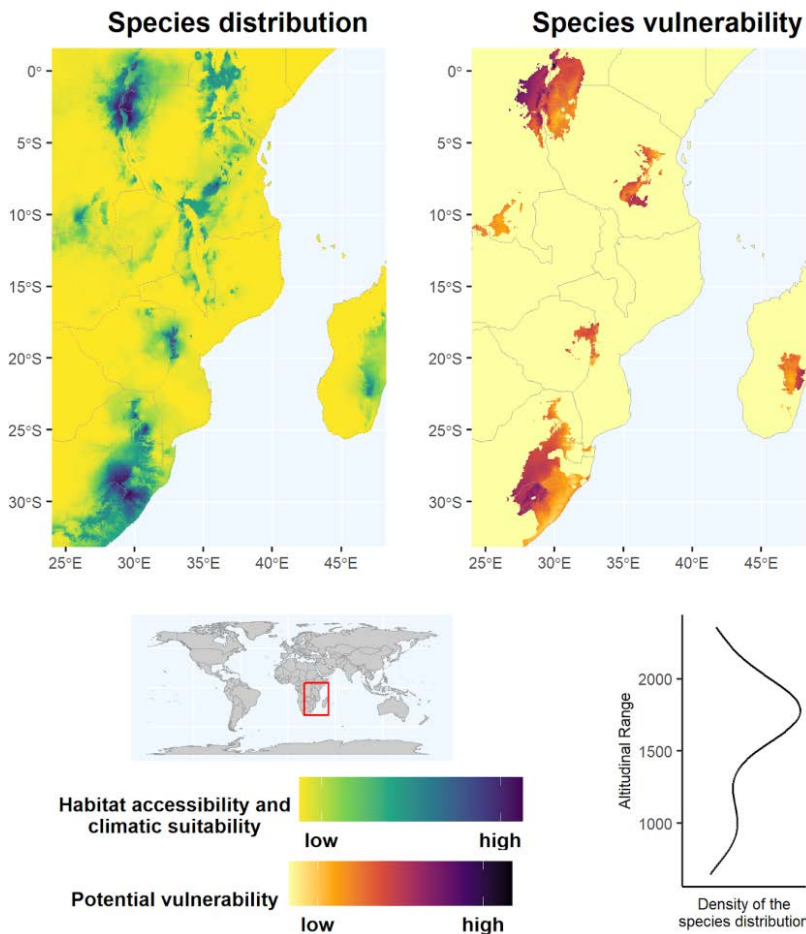 Species distribution
Species vulnerability
0°
5°S
10°S
15°S
20°S
25°S
30°S
25°E
30°E
35°E
40°E
45°E
0°
5°S
10°S
15°S
20°S
25°S
30°S
25°E
30°E
35°E
40°E
45°E
Habitat accessibility and
climatic suitability
low
high
Potential vulnerability
low
high
Altitudinal Range
2000
1500
1000
Density of the
species distribution